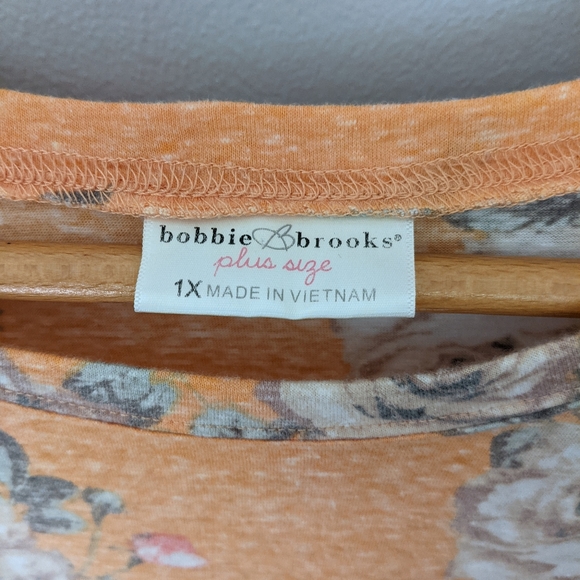 bobbie B brooks®
plus size
1X MADE IN VIETNAM